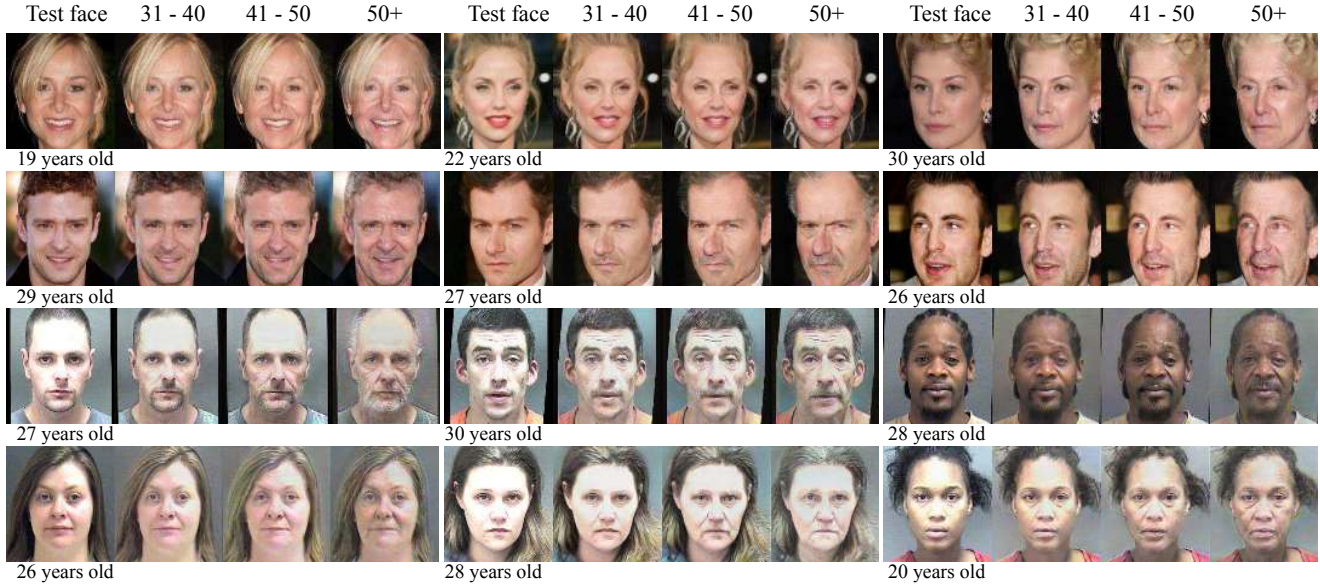 Test face 31 - 40 41 - 50 50+ Test face 31 - 40 41 - 50 50+ Test face 31 - 40 41 - 50 50+
19 years old 22 years old 30 years old
29 years old 27 years old 26 years old
27 years old 30 years old 28 years old
26 years old 28 years old 20 years old